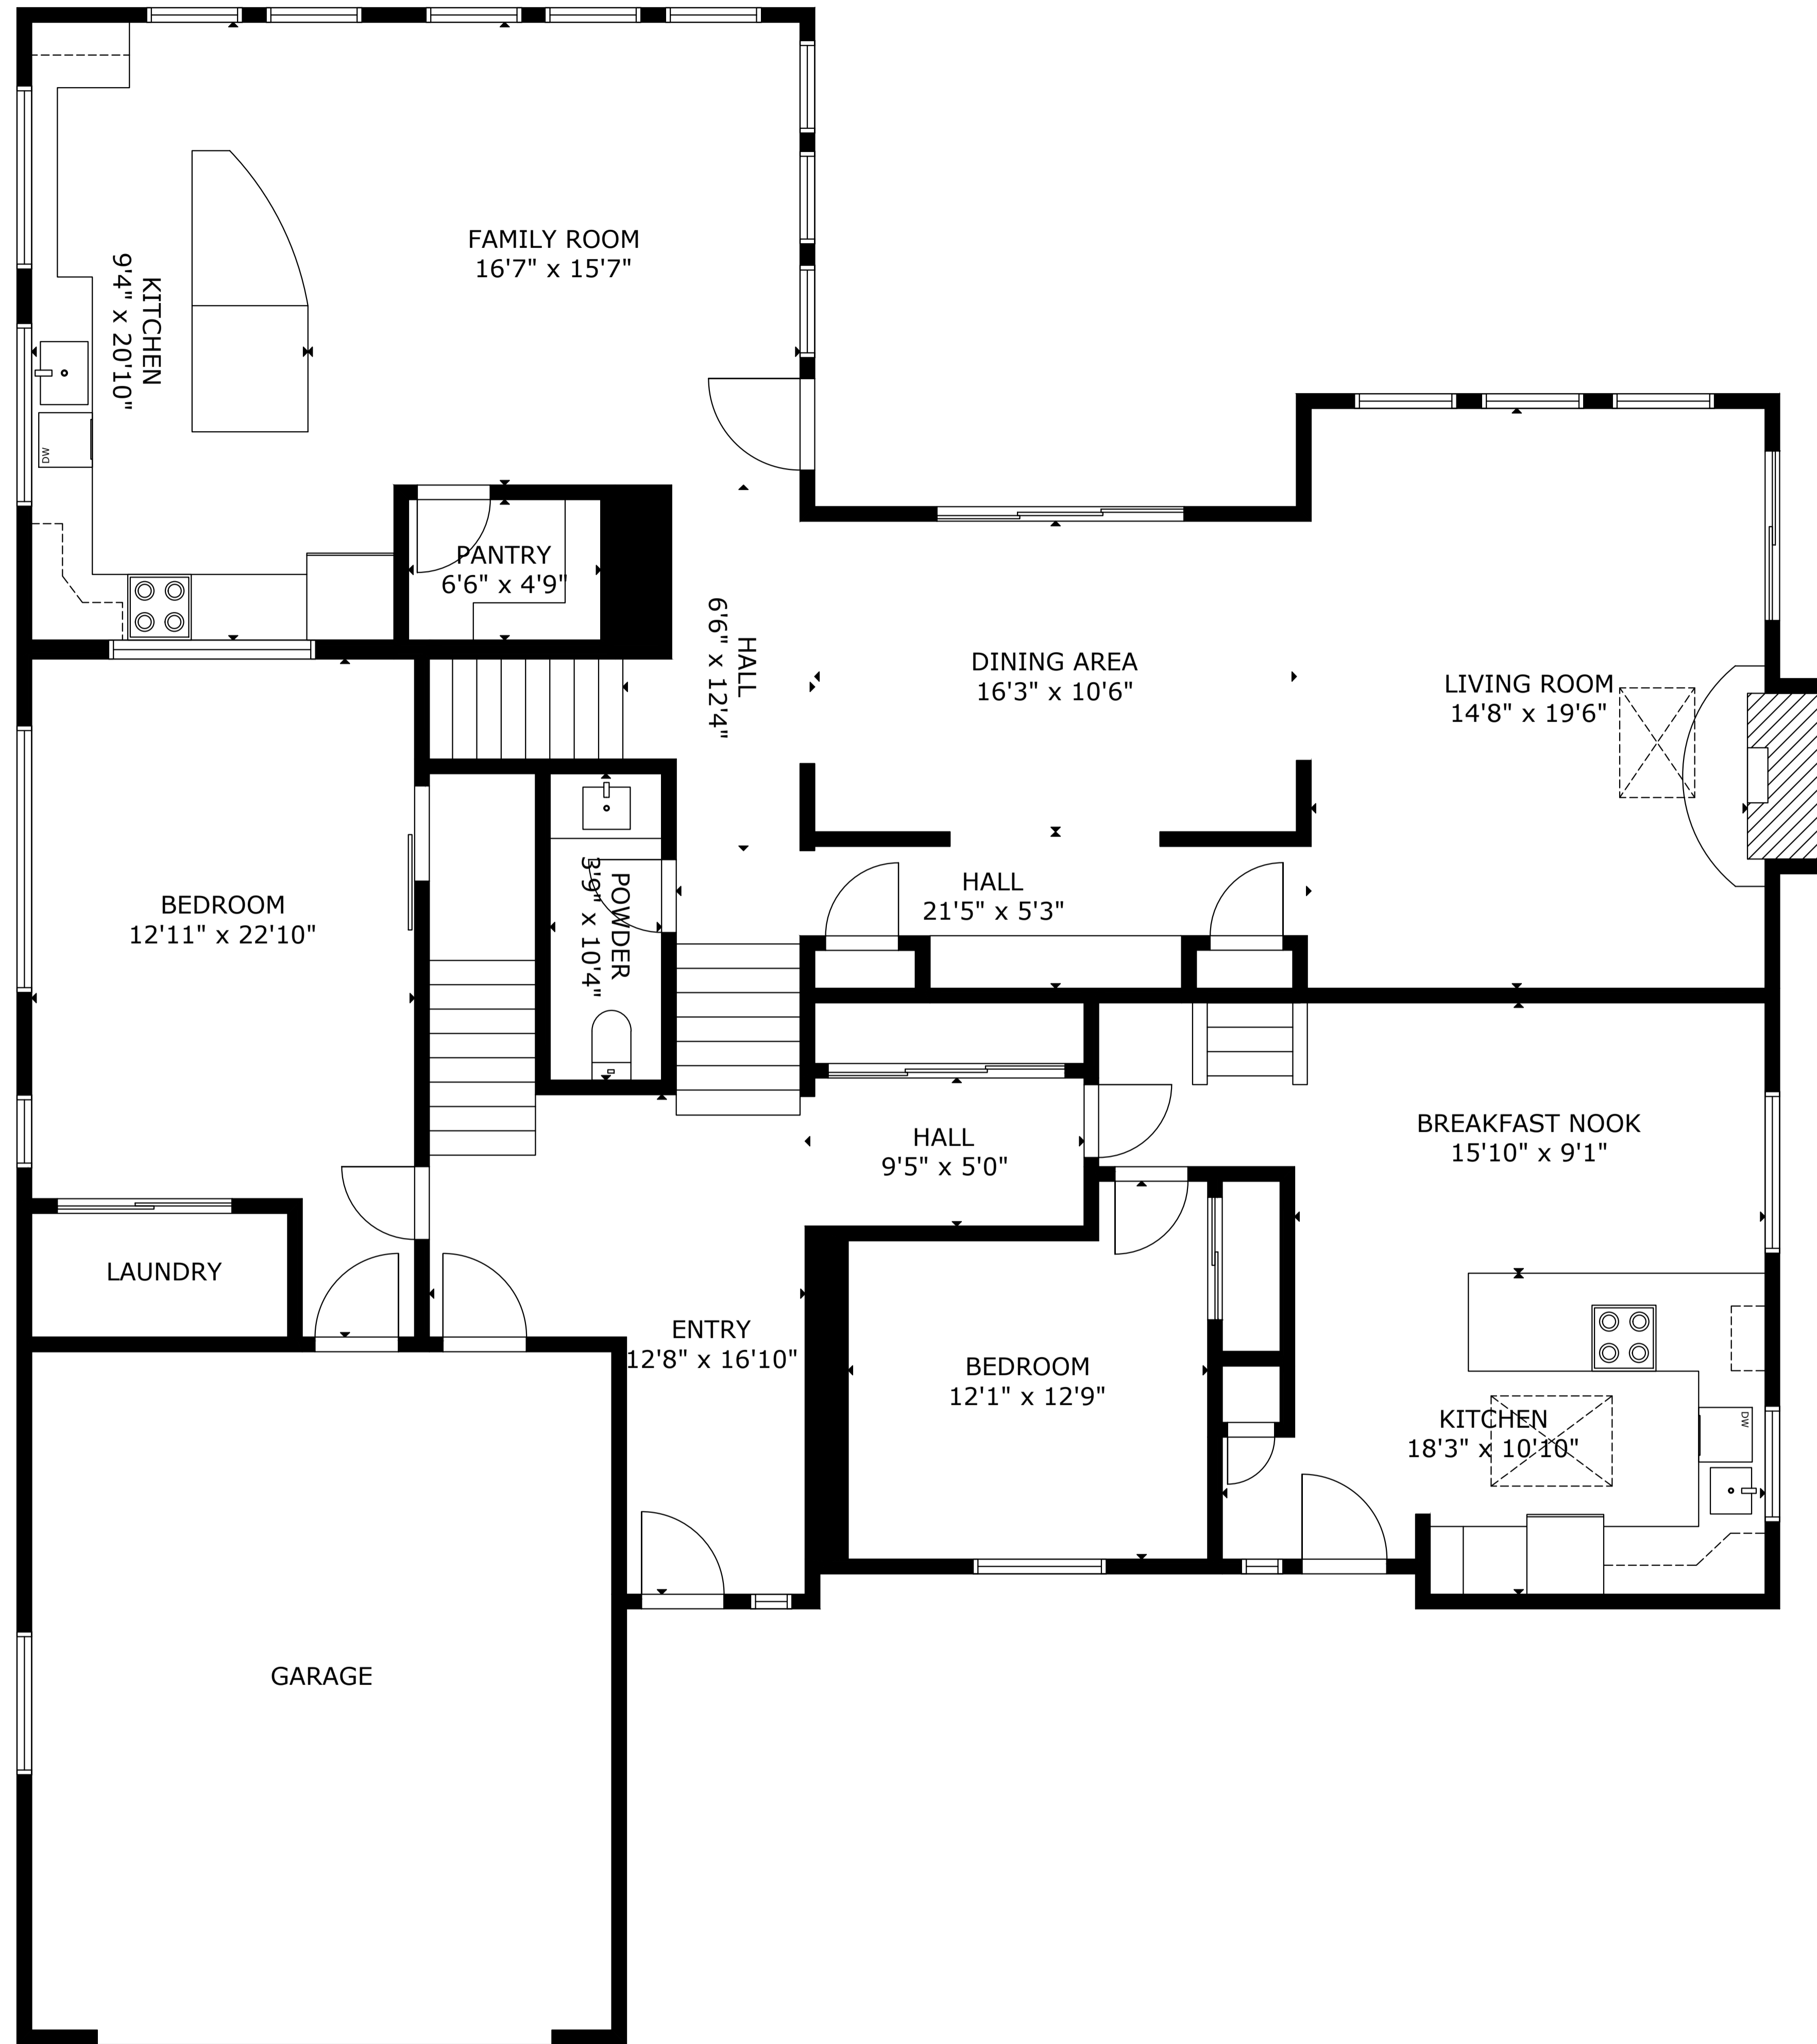 FAMILY ROOM
16'7" x 15'7"
KITCHEN
9'4" x 20'10"
DW
PANTRY
6'6" x 4'9"
HALL
6'6" x 12'4"
DINING AREA
16'3" x 10'6"
LIVING ROOM
14'8" x 19'6"
BEDROOM
12'11" x 22'10"
POWDER
3'9" x 10'4"
HALL
21'5" x 5'3"
HALL
9'5" x 5'0"
BREAKFAST NOOK
15'10" x 9'1"
LAUNDRY
ENTRY
12'8" x 16'10"
BEDROOM
12'1" x 12'9"
KITCHEN
18'3" x 10'10"
DW
GARAGE